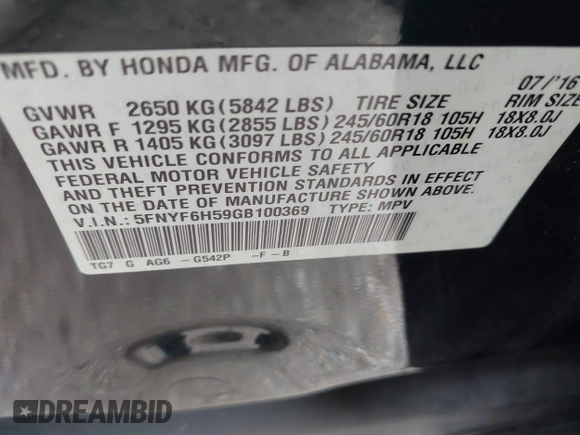 MFD. BY HONDA MFG. OF ALABAMA, LLC
07/'16
GVWR 2650 KG (5842 LBS) TIRE SIZE RIM SIZE
GAWR F 1295 KG (2855 LBS) 245/60R18 105H 18X8.0J
GAWR R 1405 KG (3097 LBS) 245/60R18 105H 18X8.0J
THIS VEHICLE CONFORMS TO ALL APPLICABLE
FEDERAL MOTOR VEHICLE SAFETY
AND THEFT PREVENTION STANDARDS IN EFFECT
ON THE DATE OF MANUFACTURE SHOWN ABOVE.
V.I.N.: 5FNYF6H59GB100369 TYPE: MPV
TG7 G AG6 - G542P -F-B
DREAMBID